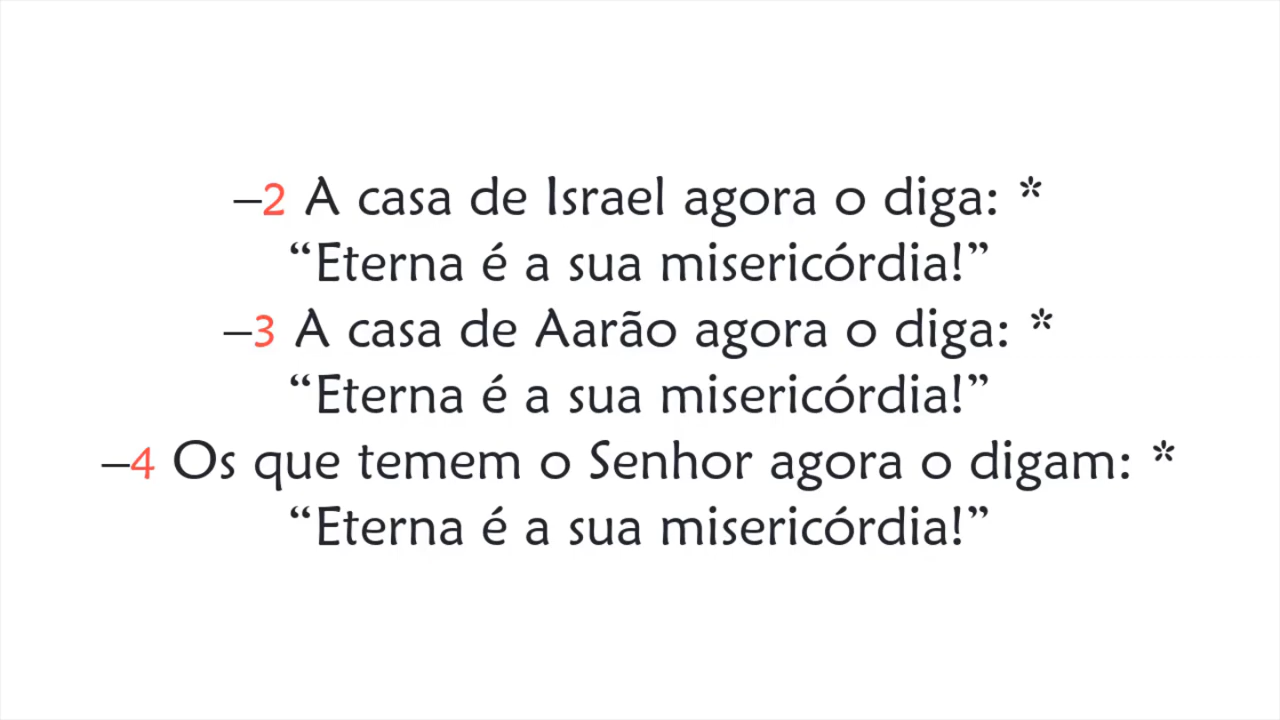 –2 A casa de Israel agora o diga: *
“Eterna é a sua misericórdia!”
–3 A casa de Aarão agora o diga: *
“Eterna é a sua misericórdia!”
–4 Os que temem o Senhor agora o digam: *
“Eterna é a sua misericórdia!”